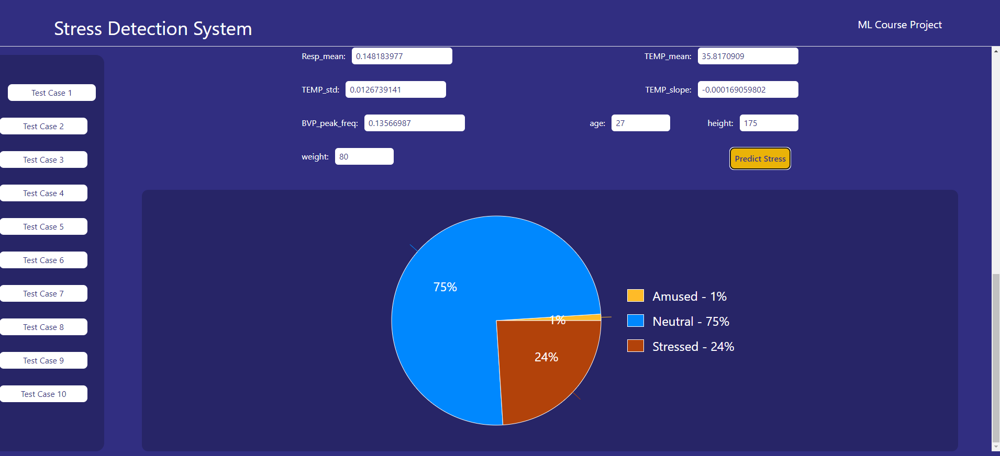 Stress Detection System
ML Course Project
Test Case 1
Test Case 2
Test Case 3
Test Case 4
Test Case 5
Test Case 6
Test Case 7
Test Case 8
Test Case 9
Test Case 10
Resp_mean: 0.148183977 TEMP_mean: 35.8170909
TEMP_std: 0.0126739141 TEMP_slope: -0.000169059802
BVP_peak_freq: 0.13566987 age: 27 height: 175
weight: 80 Predict Stress
75%
1%
24%
Amused - 1%
Neutral - 75%
Stressed - 24%